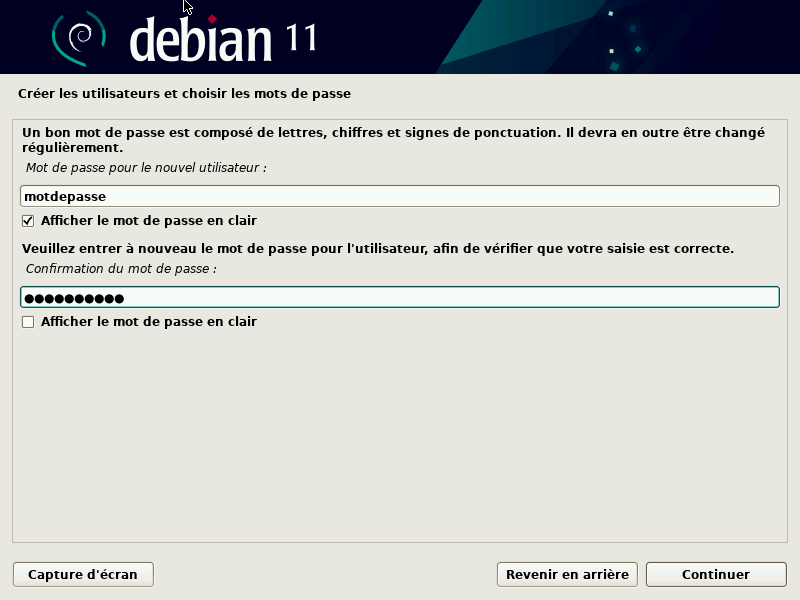 debian 11
Créer les utilisateurs et choisir les mots de passe
Un bon mot de passe est composé de lettres, chiffres et signes de ponctuation. Il devra en outre être changé
régulièrement.
Mot de passe pour le nouvel utilisateur :
motdepasse
Afficher le mot de passe en clair
Veuillez entrer à nouveau le mot de passe pour l'utilisateur, afin de vérifier que votre saisie est correcte.
Confirmation du mot de passe :
●●●●●●●●●●
Afficher le mot de passe en clair
Capture d'écran
Revenir en arrière
Continuer